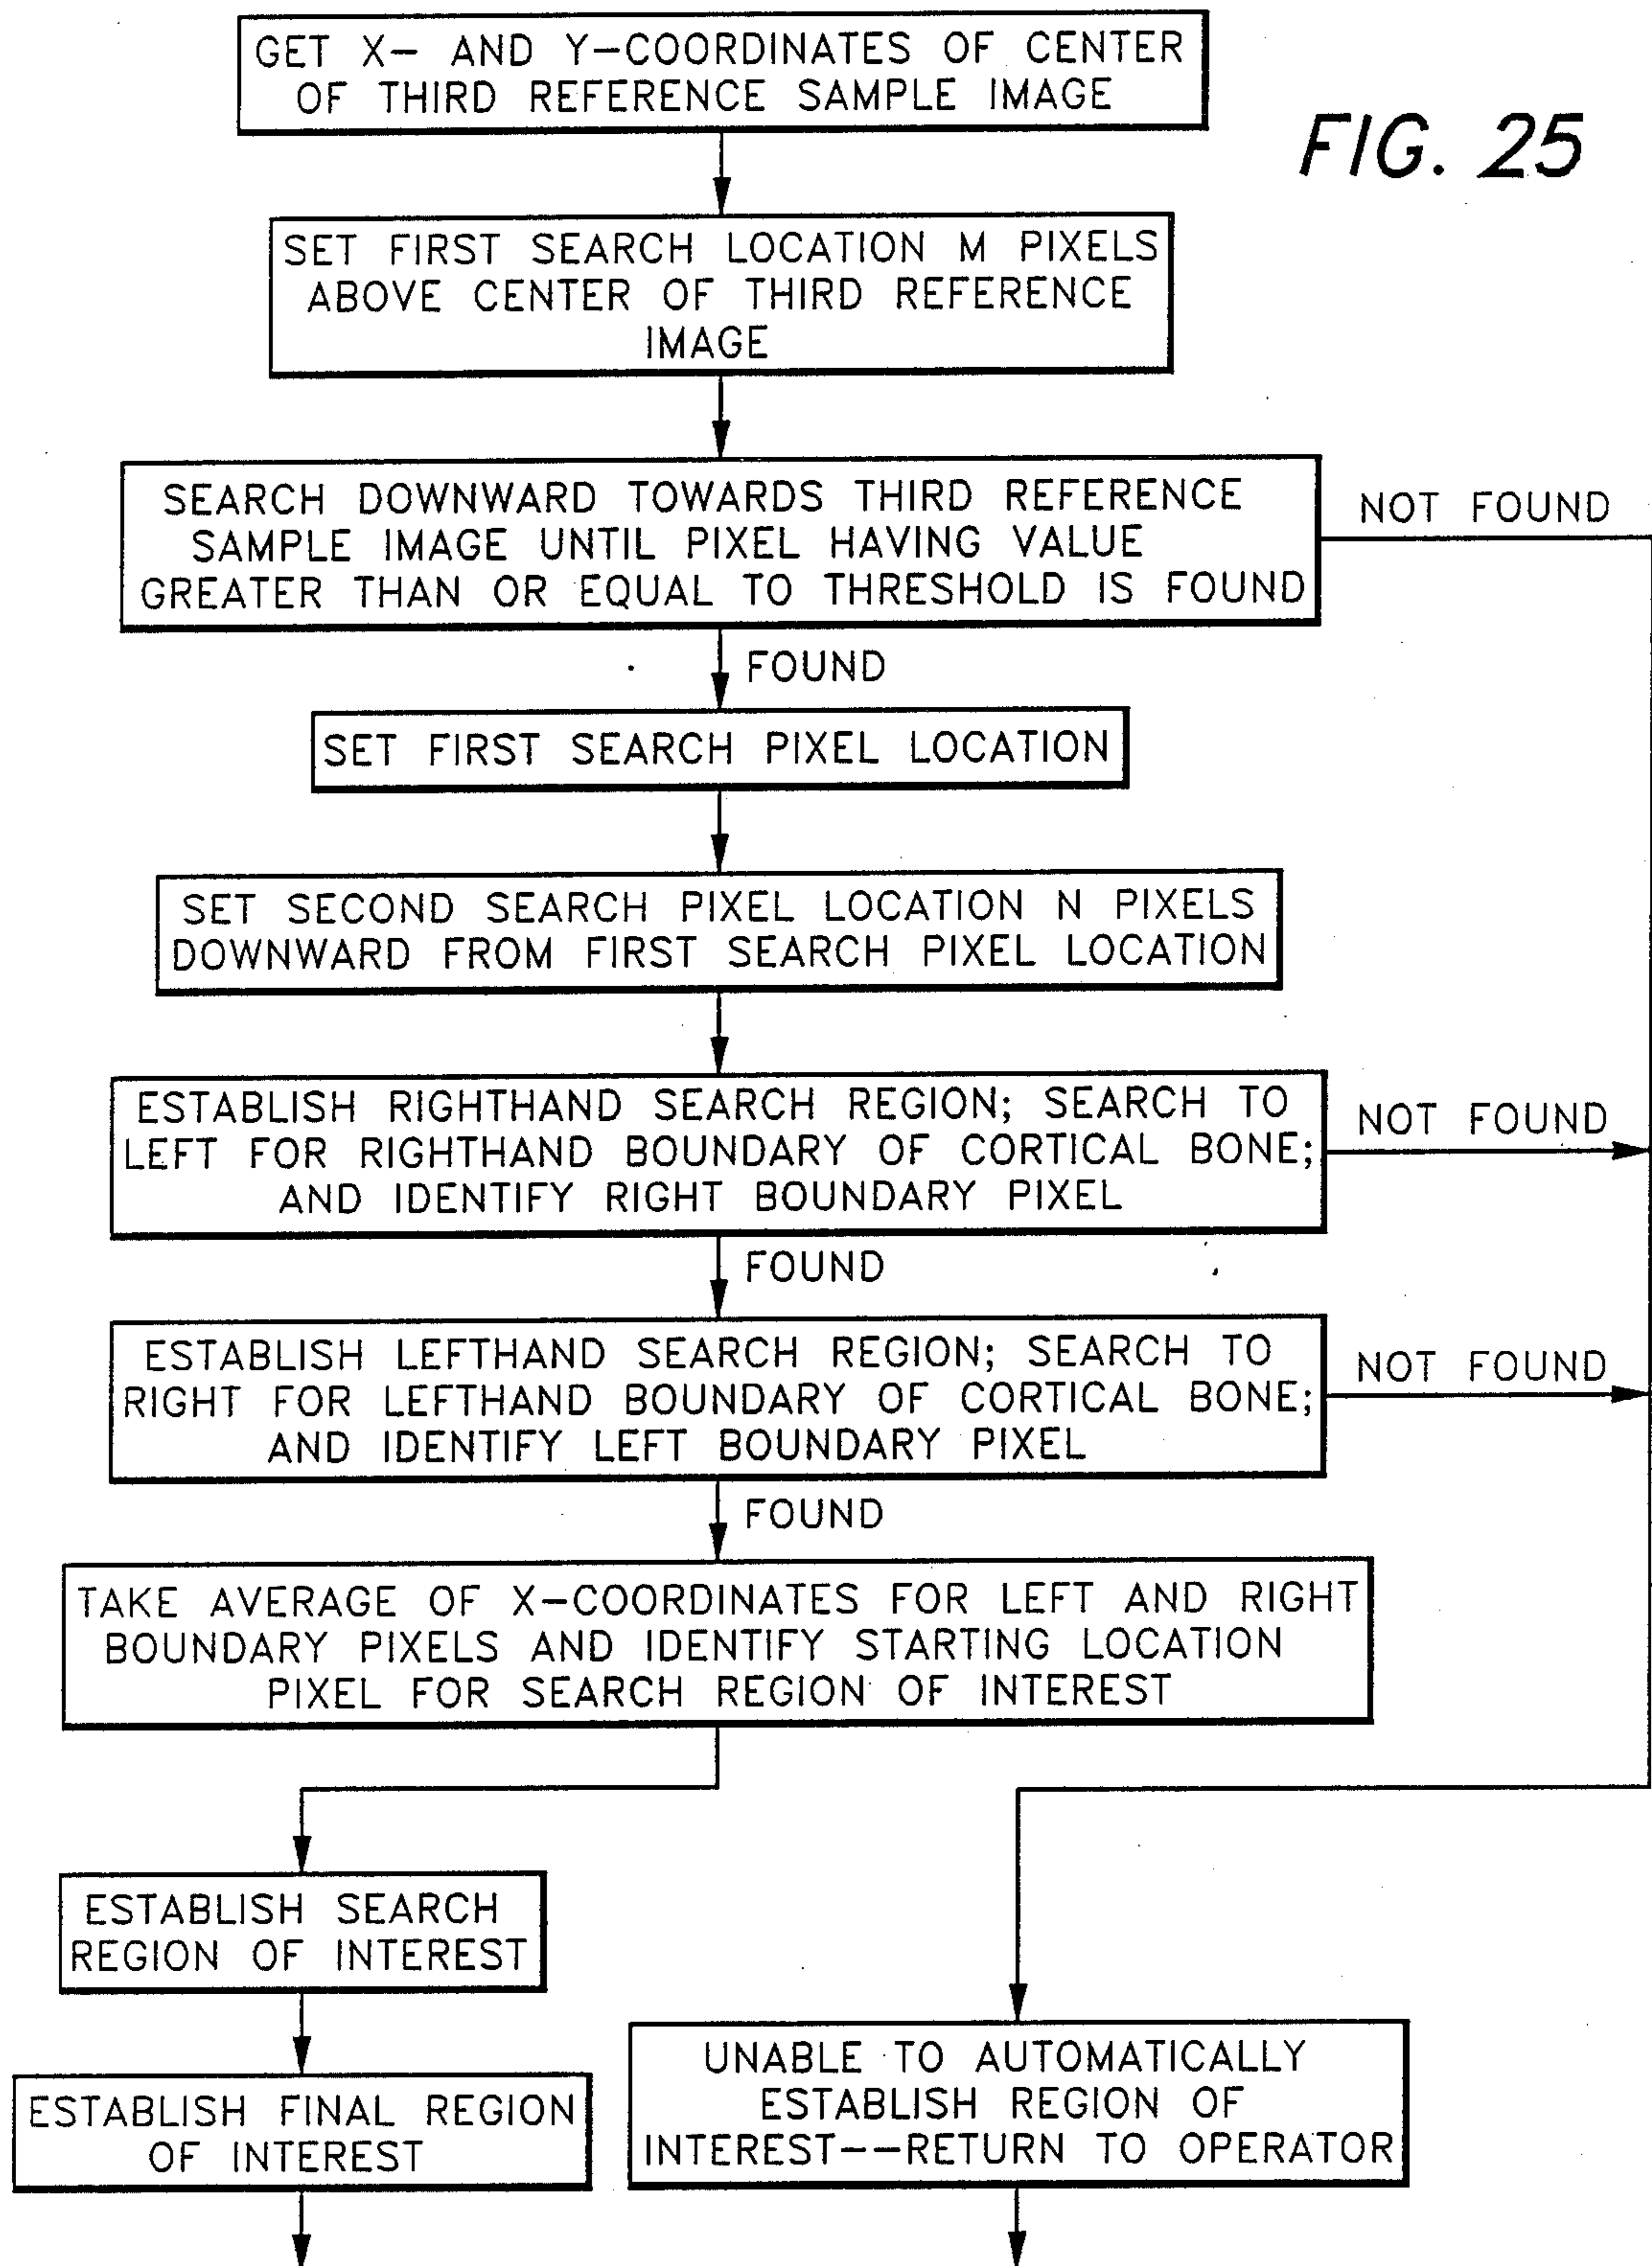 GET X- AND Y-COORDINATES OF CENTER
OF THIRD REFERENCE SAMPLE IMAGE
FIG. 25
SET FIRST SEARCH LOCATION M PIXELS
ABOVE CENTER OF THIRD REFERENCE
IMAGE
SEARCH DOWNWARD TOWARDS THIRD REFERENCE
SAMPLE IMAGE UNTIL PIXEL HAVING VALUE
GREATER THAN OR EQUAL TO THRESHOLD IS FOUND
NOT FOUND
FOUND
SET FIRST SEARCH PIXEL LOCATION
SET SECOND SEARCH PIXEL LOCATION N PIXELS
DOWNWARD FROM FIRST SEARCH PIXEL LOCATION
ESTABLISH RIGHTHAND SEARCH REGION; SEARCH TO
LEFT FOR RIGHTHAND BOUNDARY OF CORTICAL BONE;
AND IDENTIFY RIGHT BOUNDARY PIXEL
NOT FOUND
FOUND
ESTABLISH LEFTHAND SEARCH REGION; SEARCH TO
RIGHT FOR LEFTHAND BOUNDARY OF CORTICAL BONE;
AND IDENTIFY LEFT BOUNDARY PIXEL
NOT FOUND
FOUND
TAKE AVERAGE OF X-COORDINATES FOR LEFT AND RIGHT
BOUNDARY PIXELS AND IDENTIFY STARTING LOCATION
PIXEL FOR SEARCH REGION OF INTEREST
ESTABLISH SEARCH
REGION OF INTEREST
ESTABLISH FINAL REGION
OF INTEREST
UNABLE TO AUTOMATICALLY
ESTABLISH REGION OF
INTEREST--RETURN TO OPERATOR